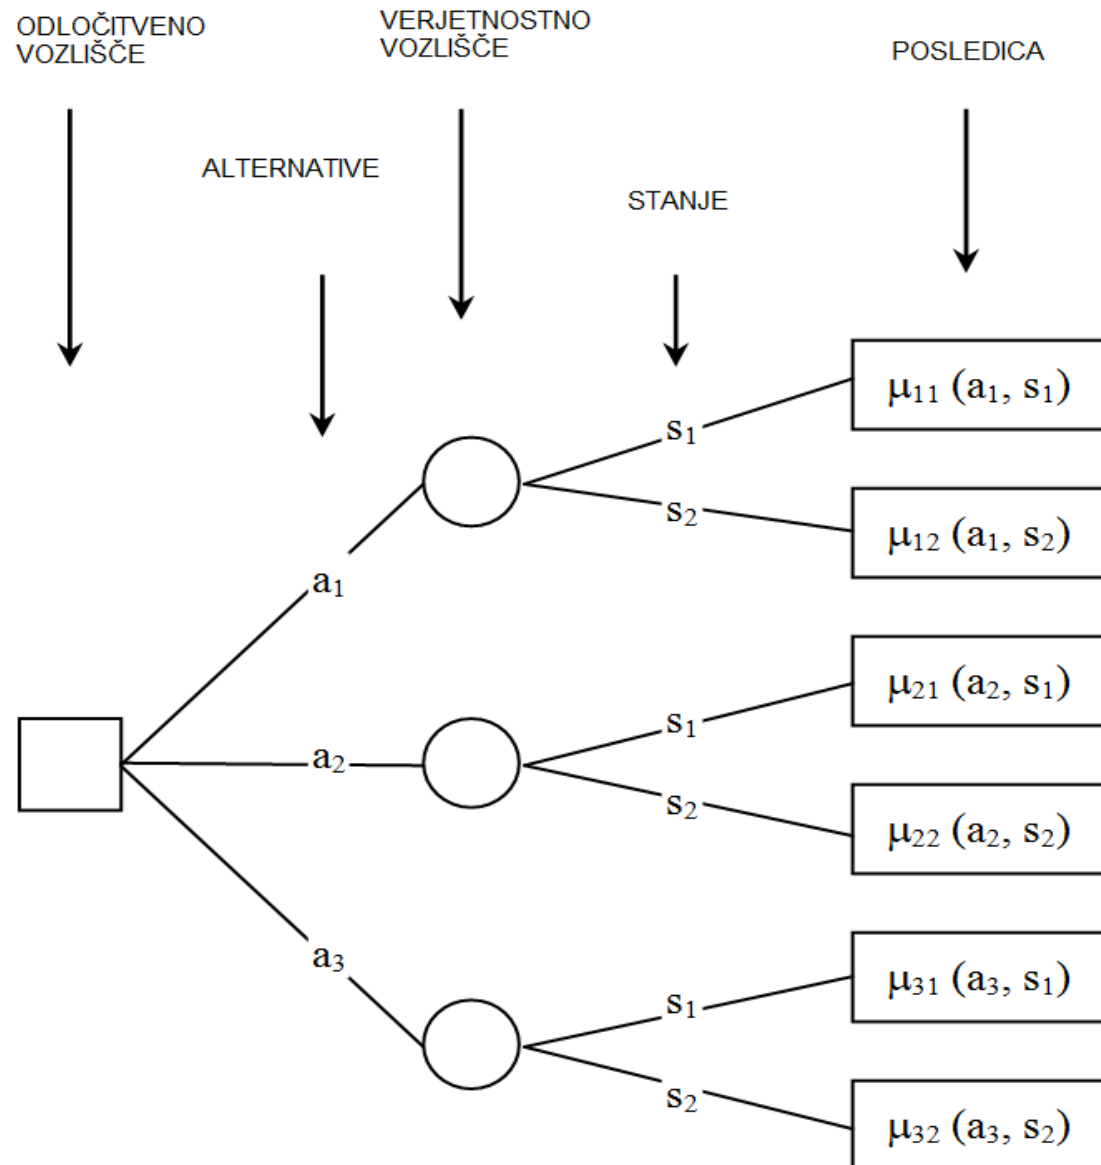 ODLOČITVENO
VOZLIŠČE
VERJETNOSTNO
VOZLIŠČE
POSLEDICA
ALTERNATIVE
STANJE
a₁
a₂
a₃
s₁
s₂
s₁
s₂
s₁
s₂
μ₁₁ (a₁, s₁)
μ₁₂ (a₁, s₂)
μ₂₁ (a₂, s₁)
μ₂₂ (a₂, s₂)
μ₃₁ (a₃, s₁)
μ₃₂ (a₃, s₂)